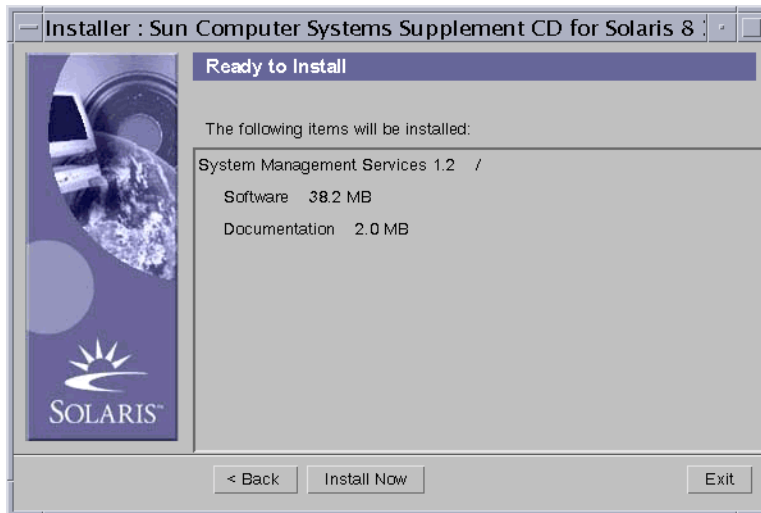 Installer : Sun Computer Systems Supplement CD for Solaris 8
Ready to Install
The following items will be installed:
System Management Services 1.2 /
Software 38.2 MB
Documentation 2.0 MB
SOLARIS™
< Back Install Now Exit